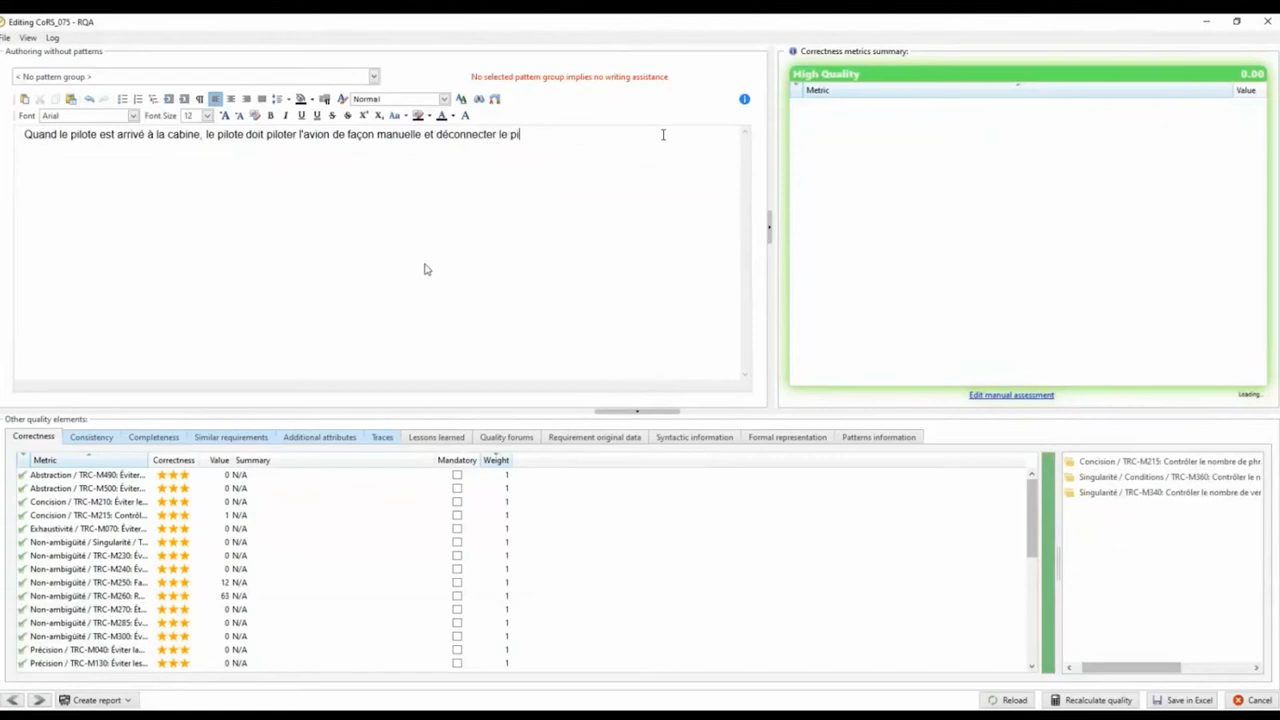 Editing CoRS_075 - RQA
File View Log
Authoring without patterns
< No pattern group >
No selected pattern group implies no writing assistance
Normal
Font Arial Font Size 12
Quand le pilote est arrivé à la cabine, le pilote doit piloter l'avion de façon manuelle et déconnecter le pi
Correctness metrics summary:
High Quality 0.00
Metric Value
Edit manual assessment Loading...
Other quality elements:
Correctness Consistency Completeness Similar requirements Additional attributes Traces Lessons learned Quality forums Requirement original data Syntactic information Formal representation Patterns information
Metric Correctness Value Summary Mandatory Weight
Abstraction / TRC-M490: Éviter... 0 N/A 1
Abstraction / TRC-M500: Éviter... 0 N/A 1
Concision / TRC-M210: Éviter le... 0 N/A 1
Concision / TRC-M215: Contrôl... 1 N/A 1
Exhaustivité / TRC-M070: Éviter... 0 N/A 1
Non-ambigüité / Singularité / T... 0 N/A 1
Non-ambigüité / TRC-M230: Év... 0 N/A 1
Non-ambigüité / TRC-M240: Év... 0 N/A 1
Non-ambigüité / TRC-M250: Fa... 12 N/A 1
Non-ambigüité / TRC-M260: R... 63 N/A 1
Non-ambigüité / TRC-M270: Ét... 0 N/A 1
Non-ambigüité / TRC-M285: Év... 0 N/A 1
Non-ambigüité / TRC-M300: Év... 0 N/A 1
Précision / TRC-M040: Éviter la... 0 N/A 1
Précision / TRC-M130: Éviter les... 0 N/A 1
Concision / TRC-M215: Contrôler le nombre de phr
Singularité / Conditions / TRC-M360: Contrôler le n
Singularité / TRC-M340: Contrôler le nombre de ver
Create report Reload Recalculate quality Save in Excel Cancel